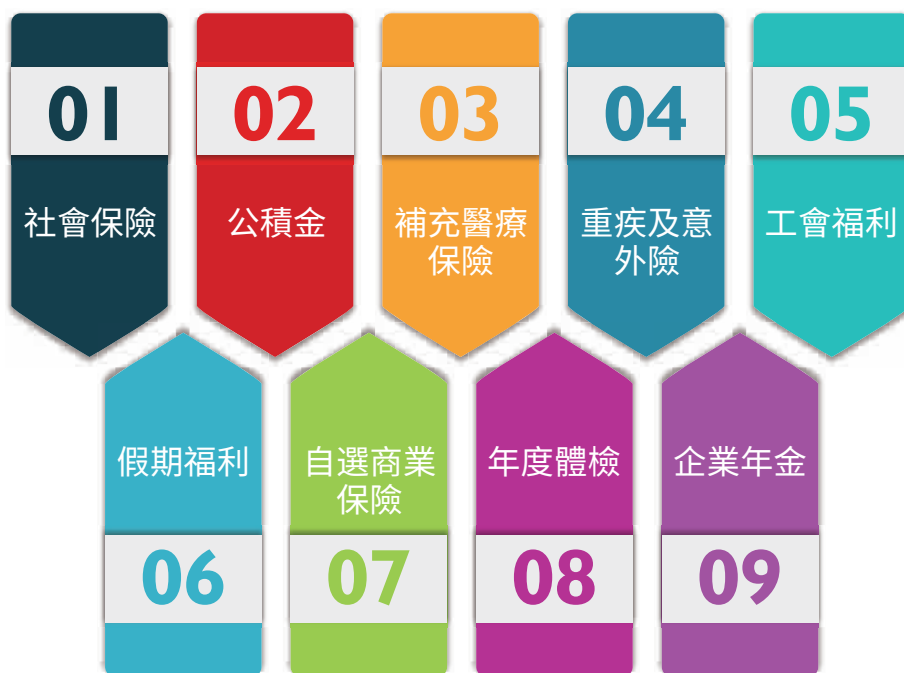 01
社會保險
02
公積金
03
補充醫療
保險
04
重疾及意
外險
05
工會福利
假期福利
06
自選商業
保險
07
年度體檢
08
企業年金
09